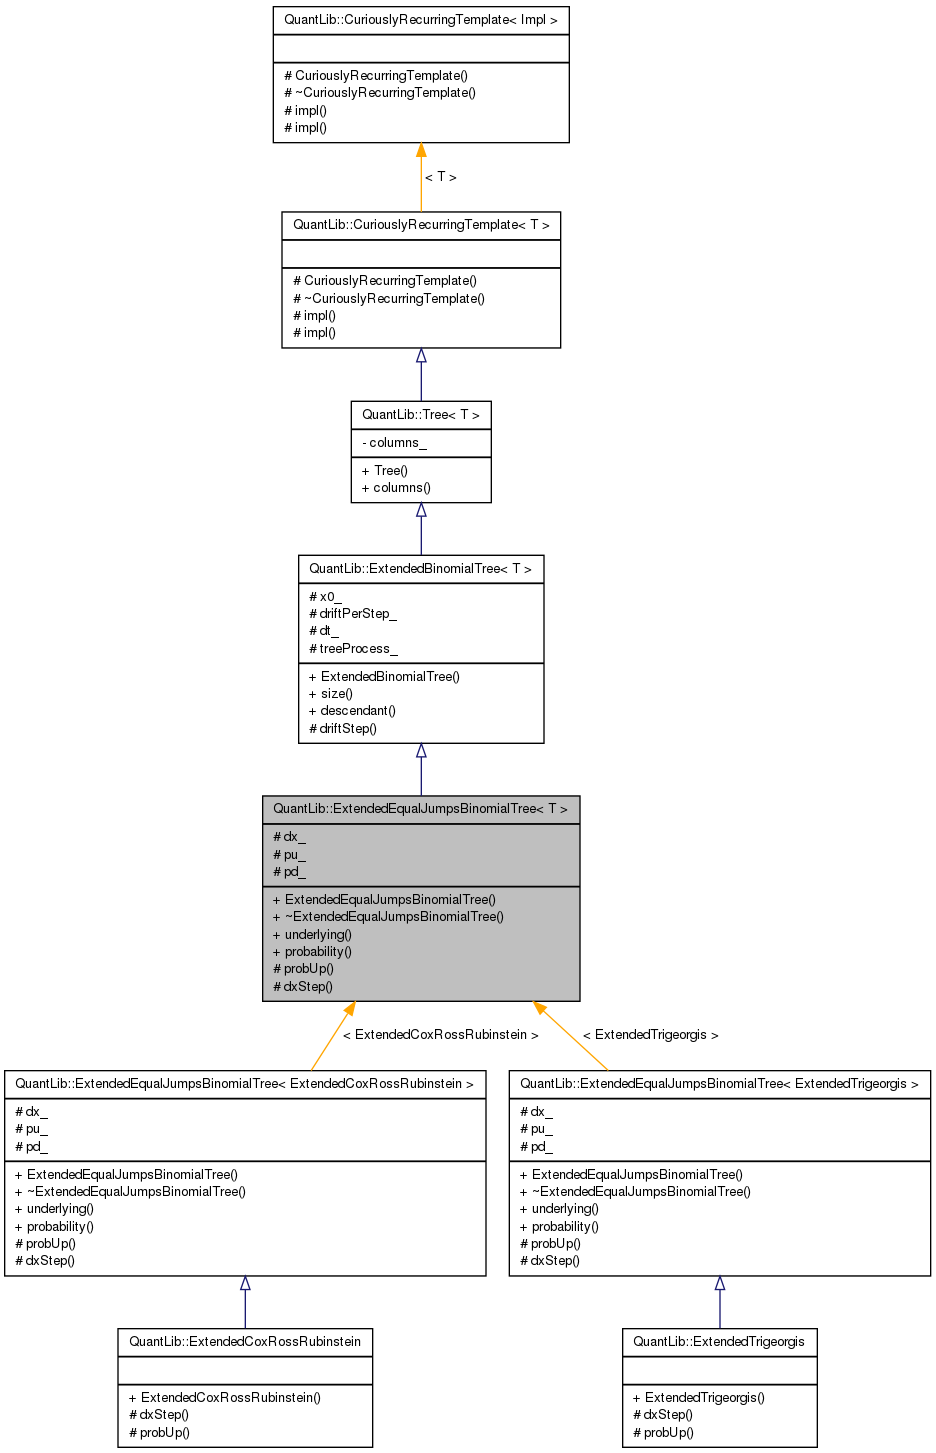 QuantLib::CuriouslyRecurringTemplate< Impl >
# CuriouslyRecurringTemplate()
# ~CuriouslyRecurringTemplate()
# impl()
# impl()
< T >
QuantLib::CuriouslyRecurringTemplate< T >
# CuriouslyRecurringTemplate()
# ~CuriouslyRecurringTemplate()
# impl()
# impl()
QuantLib::Tree< T >
- columns_
+ Tree()
+ columns()
QuantLib::ExtendedBinomialTree< T >
# x0_
# driftPerStep_
# dt_
# treeProcess_
+ ExtendedBinomialTree()
+ size()
+ descendant()
# driftStep()
QuantLib::ExtendedEqualJumpsBinomialTree< T >
# dx_
# pu_
# pd_
+ ExtendedEqualJumpsBinomialTree()
+ ~ExtendedEqualJumpsBinomialTree()
+ underlying()
+ probability()
# probUp()
# dxStep()
< ExtendedCoxRossRubinstein >
< ExtendedTrigeorgis >
QuantLib::ExtendedEqualJumpsBinomialTree< ExtendedCoxRossRubinstein >
# dx_
# pu_
# pd_
+ ExtendedEqualJumpsBinomialTree()
+ ~ExtendedEqualJumpsBinomialTree()
+ underlying()
+ probability()
# probUp()
# dxStep()
QuantLib::ExtendedEqualJumpsBinomialTree< ExtendedTrigeorgis >
# dx_
# pu_
# pd_
+ ExtendedEqualJumpsBinomialTree()
+ ~ExtendedEqualJumpsBinomialTree()
+ underlying()
+ probability()
# probUp()
# dxStep()
QuantLib::ExtendedCoxRossRubinstein
+ ExtendedCoxRossRubinstein()
# dxStep()
# probUp()
QuantLib::ExtendedTrigeorgis
+ ExtendedTrigeorgis()
# dxStep()
# probUp()